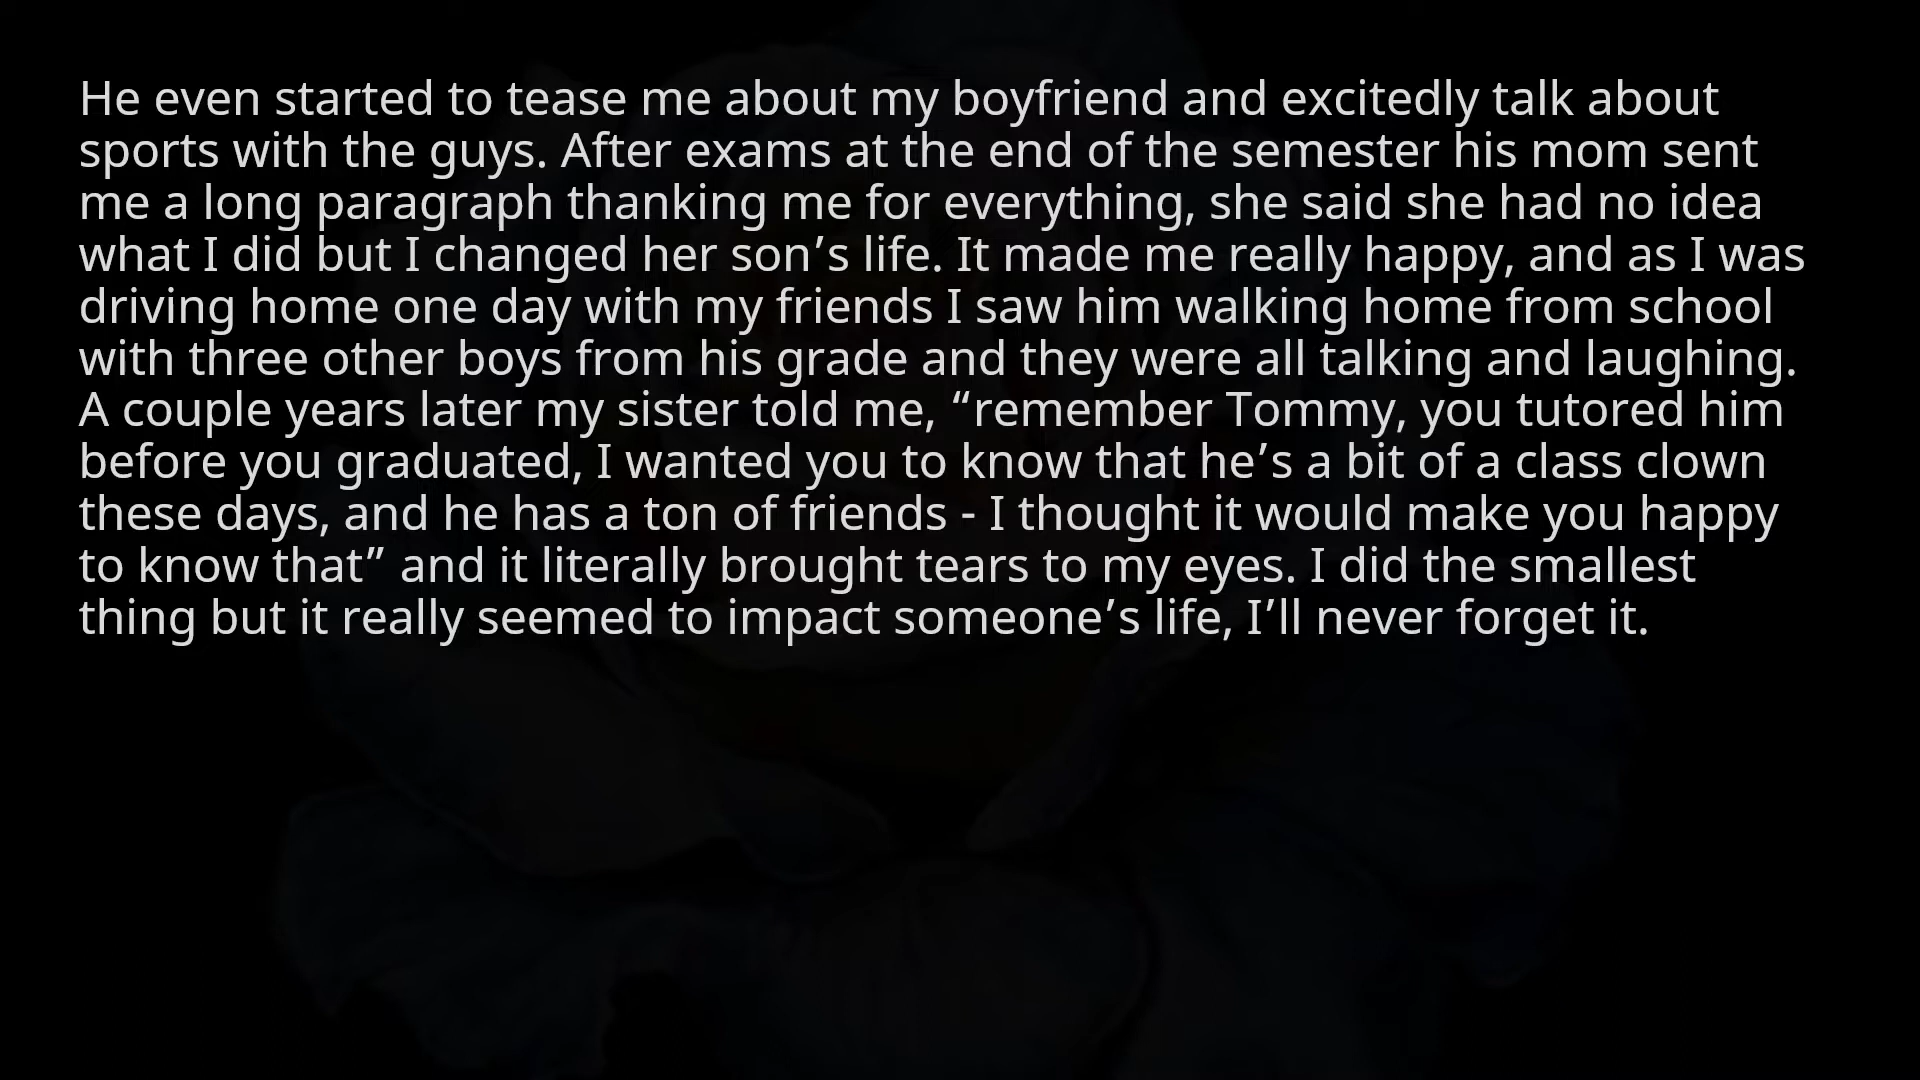 He even started to tease me about my boyfriend and excitedly talk about
sports with the guys. After exams at the end of the semester his mom sent
me a long paragraph thanking me for everything, she said she had no idea
what I did but I changed her son’s life. It made me really happy, and as I was
driving home one day with my friends I saw him walking home from school
with three other boys from his grade and they were all talking and laughing.
A couple years later my sister told me, “remember Tommy, you tutored him
before you graduated, I wanted you to know that he’s a bit of a class clown
these days, and he has a ton of friends - I thought it would make you happy
to know that” and it literally brought tears to my eyes. I did the smallest
thing but it really seemed to impact someone’s life, I’ll never forget it.